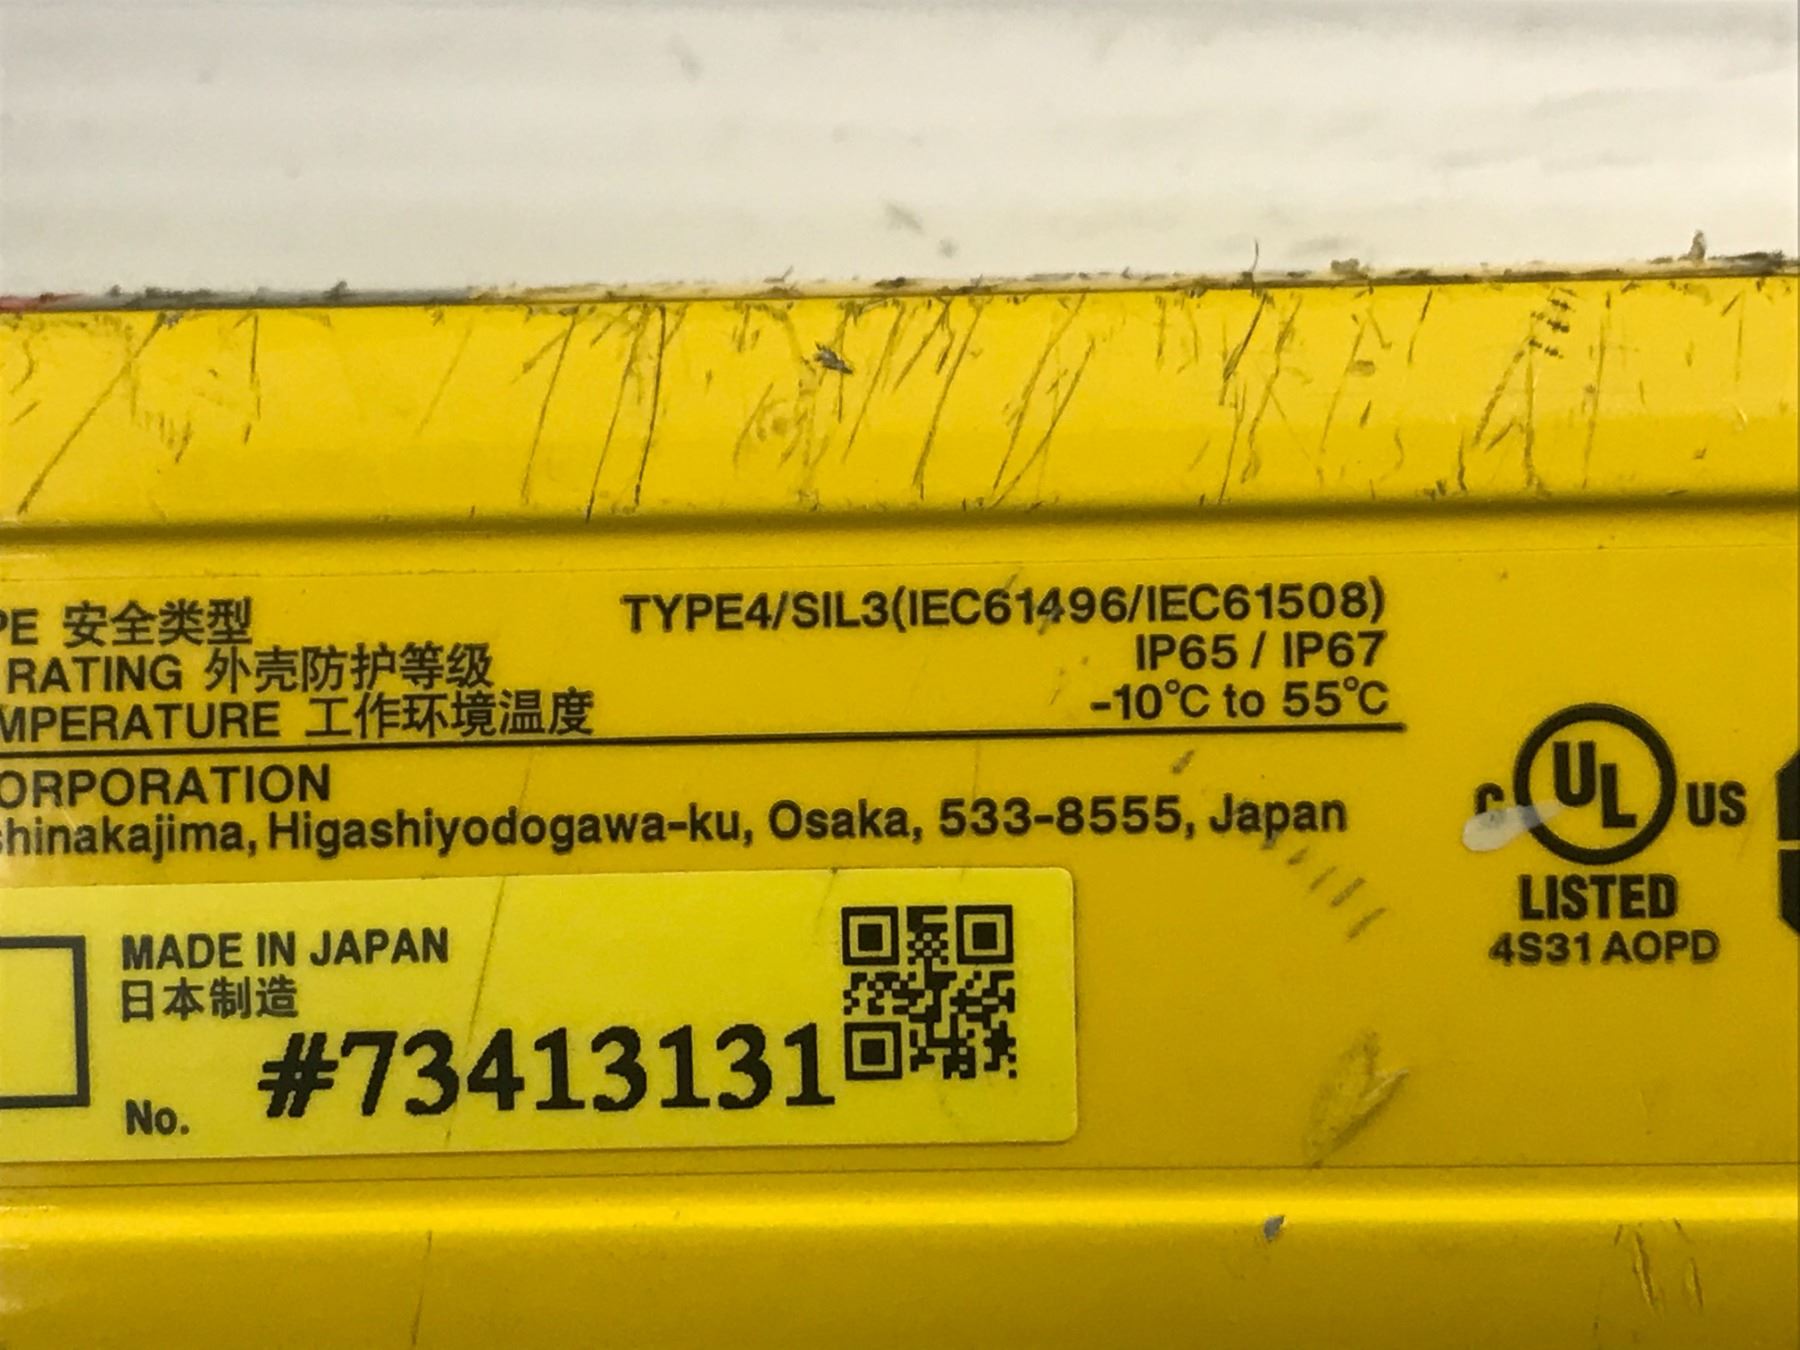 PE 安全类型 TYPE4/SIL3(IEC61496/IEC61508)
RATING 外壳防护等级 IP65 / IP67
MPERATURE 工作环境温度 -10℃ to 55℃
ORPORATION
shinakajima, Higashiyodogawa-ku, Osaka, 533-8555, Japan
C UL US
LISTED
4S31 AOPD
MADE IN JAPAN
日本制造
No. #73413131